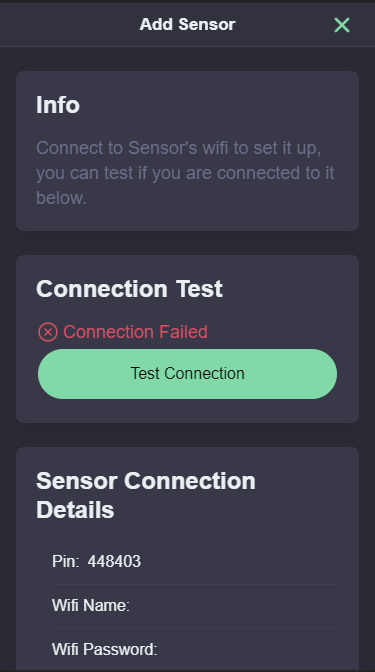 Add Sensor
Info
Connect to Sensor's wifi to set it up,
you can test if you are connected to it
below.
Connection Test
Connection Failed
Test Connection
Sensor Connection
Details
Pin: 448403
Wifi Name:
Wifi Password: